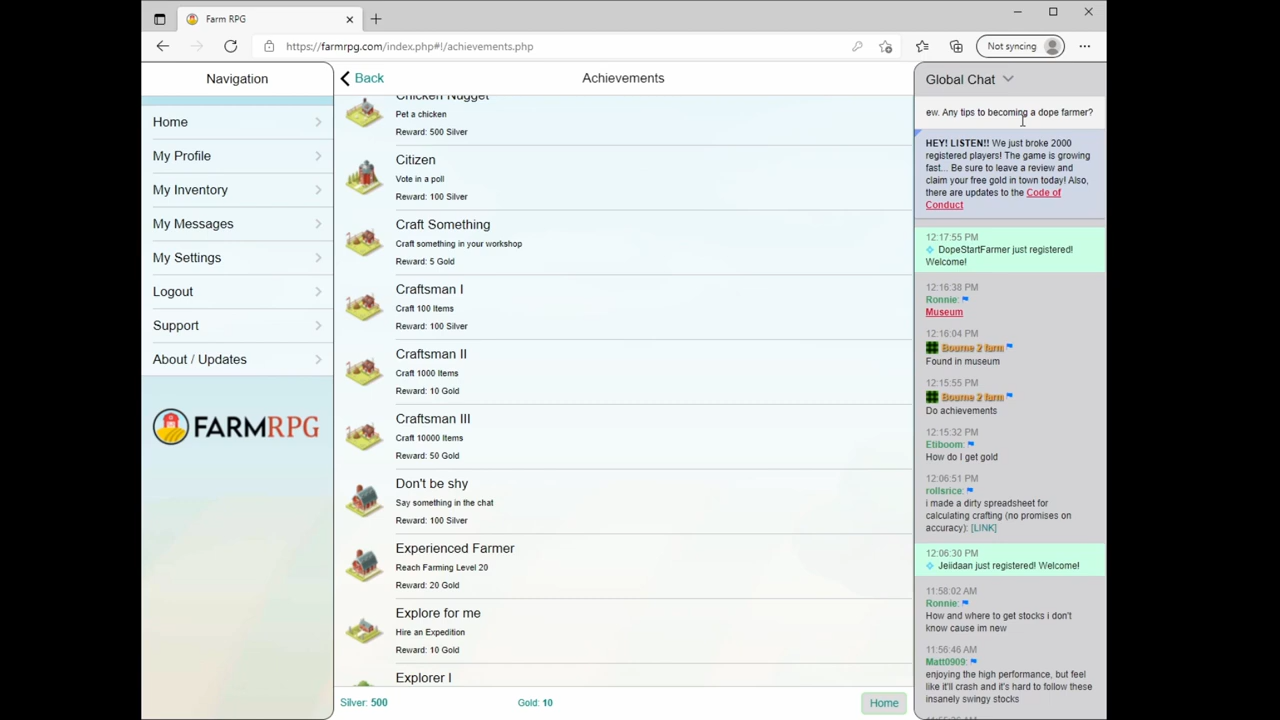 Farm RPG
https://farmrpg.com/index.php#!/achievements.php
Not syncing
Navigation
Home
My Profile
My Inventory
My Messages
My Settings
Logout
Support
About / Updates
FARMRPG
Back
Achievements
Chicken Nugget
Pet a chicken
Reward: 500 Silver
Citizen
Vote in a poll
Reward: 100 Silver
Craft Something
Craft something in your workshop
Reward: 5 Gold
Craftsman I
Craft 100 Items
Reward: 100 Silver
Craftsman II
Craft 1000 Items
Reward: 10 Gold
Craftsman III
Craft 10000 Items
Reward: 50 Gold
Don't be shy
Say something in the chat
Reward: 100 Silver
Experienced Farmer
Reach Farming Level 20
Reward: 20 Gold
Explore for me
Hire an Expedition
Reward: 10 Gold
Explorer I
Silver: 500
Gold: 10
Home
Global Chat
ew. Any tips to becoming a dope farmer?
HEY! LISTEN!! We just broke 2000
registered players! The game is growing
fast... Be sure to leave a review and
claim your free gold in town today! Also,
there are updates to the Code of
Conduct
12:17:55 PM
DopeStartFarmer just registered!
Welcome!
12:16:38 PM
Ronnie:
Museum
12:16:04 PM
Bourne 2 farm
Found in museum
12:15:55 PM
Bourne 2 farm
Do achievements
12:15:32 PM
Etiboom:
How do I get gold
12:06:51 PM
rollsrice:
i made a dirty spreadsheet for
calculating crafting (no promises on
accuracy): [LINK]
12:06:30 PM
Jeiidaan just registered! Welcome!
11:58:02 AM
Ronnie:
How and where to get stocks i don't
know cause im new
11:56:46 AM
Matt0909:
enjoying the high performance, but feel
like it'll crash and it's hard to follow these
insanely swingy stocks